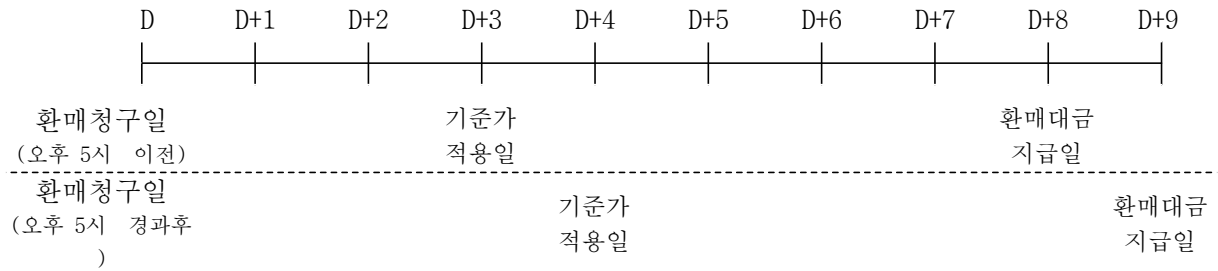 D D+1 D+2 D+3 D+4 D+5 D+6 D+7 D+8 D+9
환매청구일 기준가 환매대금
(오후 5시 이전) 적용일 지급일
환매청구일 기준가 환매대금
(오후 5시 경과후 적용일 지급일
)